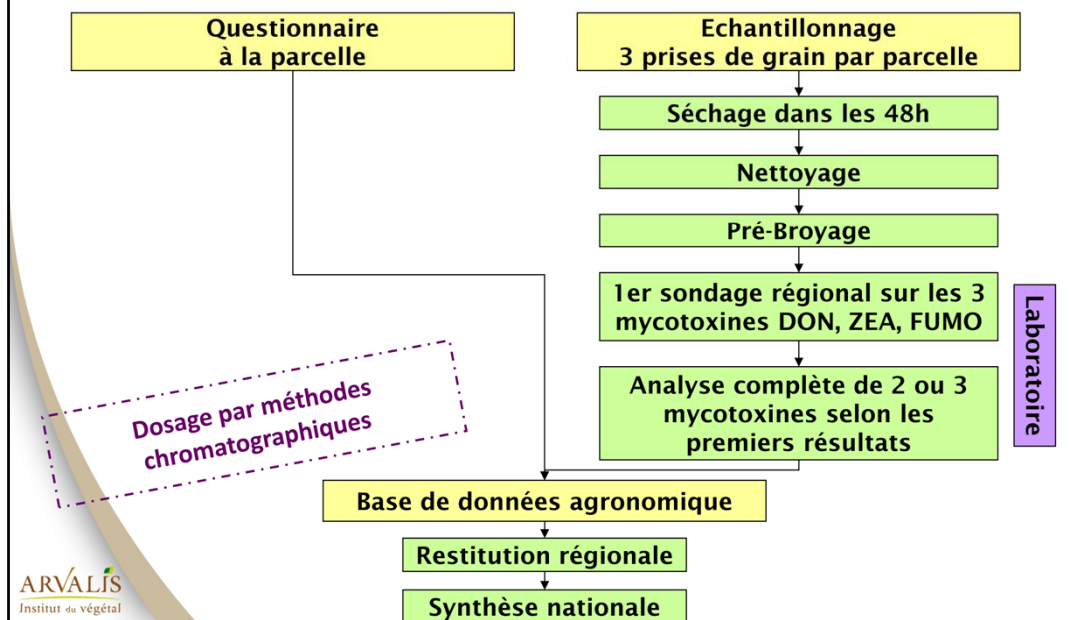 Questionnaire
à la parcelle
Echantillonnage
3 prises de grain par parcelle
Séchage dans les 48h
Nettoyage
Pré-Broyage
1er sondage régional sur les 3
mycotoxines DON, ZEA, FUMO
Laboratoire
Analyse complète de 2 ou 3
mycotoxines selon les
premiers résultats
Dosage par méthodes
chromatographiques
Base de données agronomique
Restitution régionale
Synthèse nationale
ARVALIS
Institut du végétal